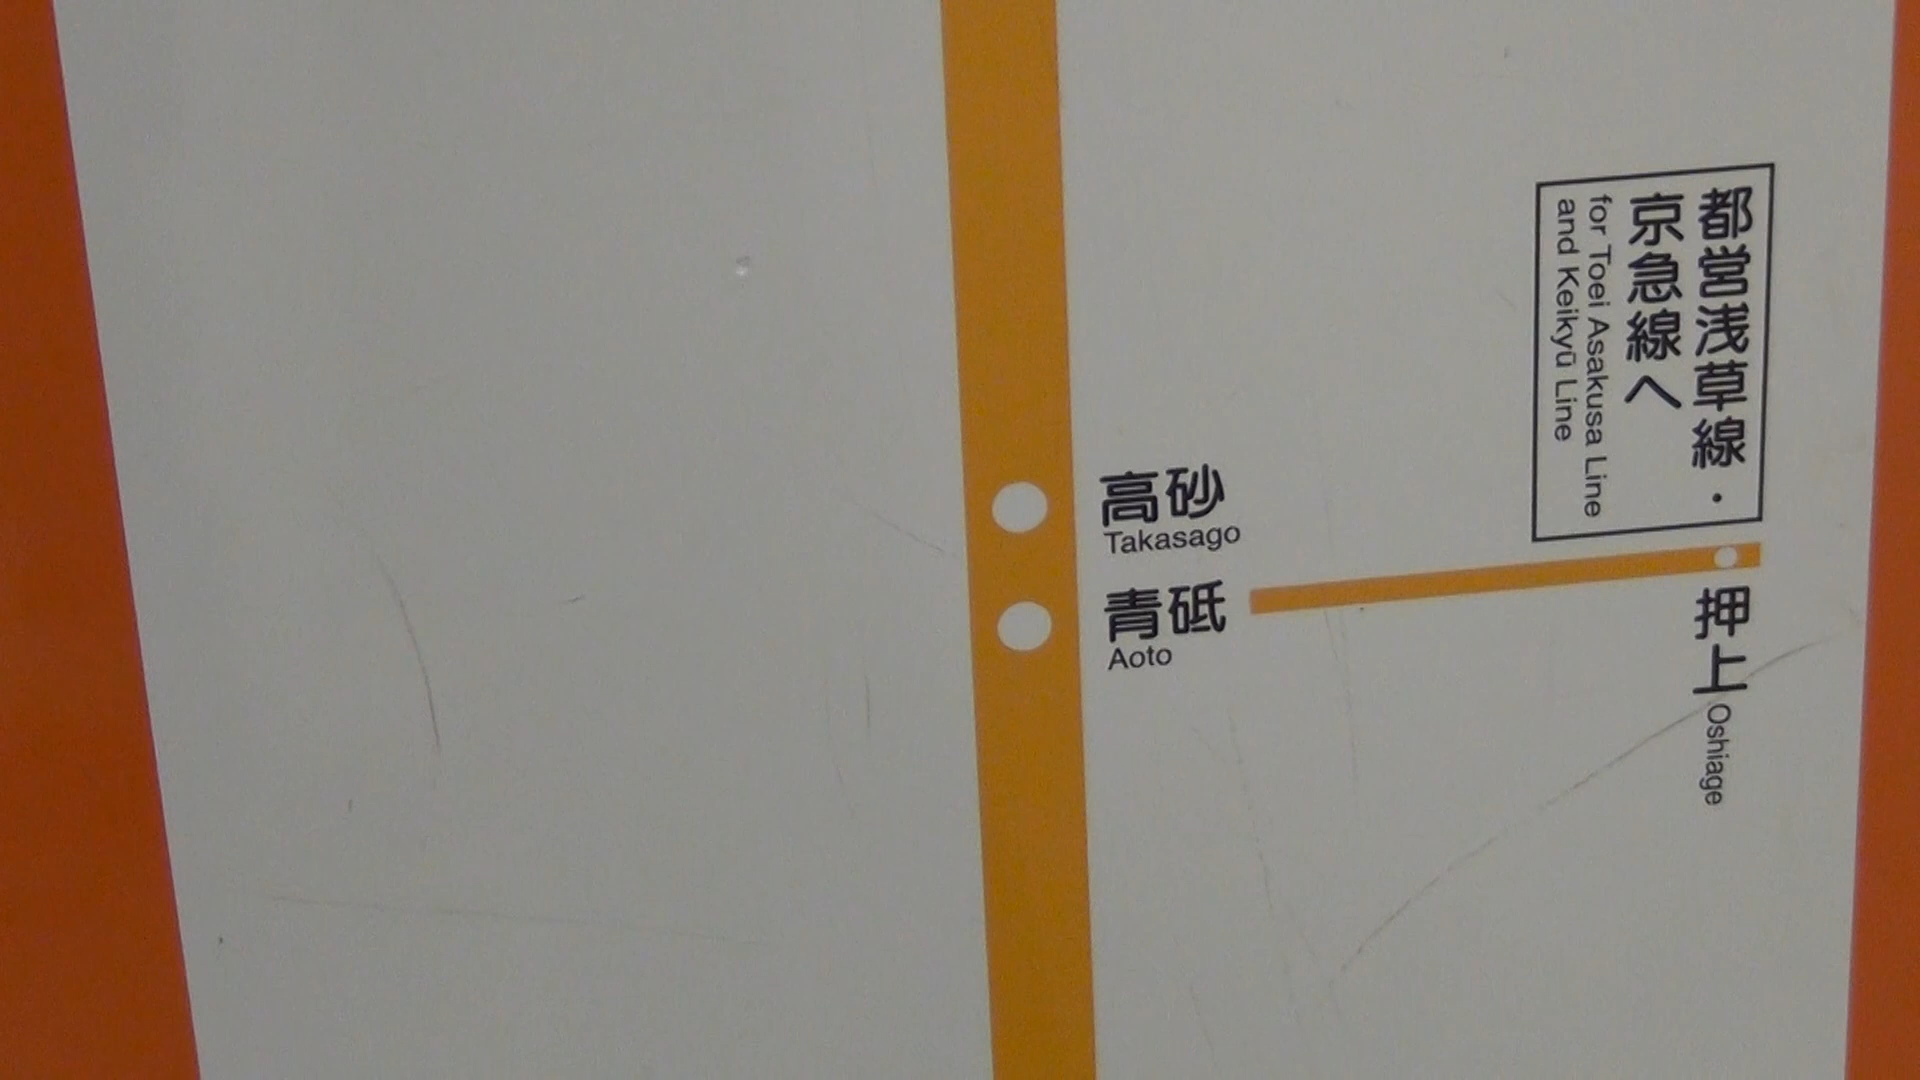 高砂
Takasago
青砥
Aoto
都営浅草線・
京急線へ
for Toei Asakusa Line
and Keikyū Line
押上 Oshiage